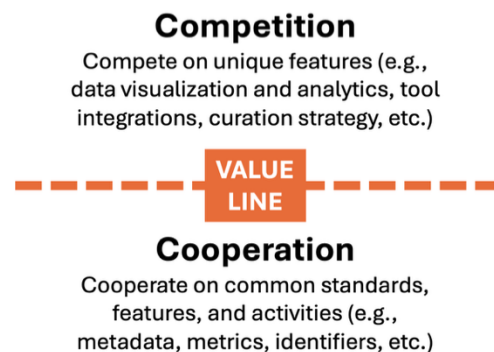 Competition
Compete on unique features (e.g.,
data visualization and analytics, tool
integrations, curation strategy, etc.)
VALUE
LINE
Cooperation
Cooperate on common standards,
features, and activities (e.g.,
metadata, metrics, identifiers, etc.)